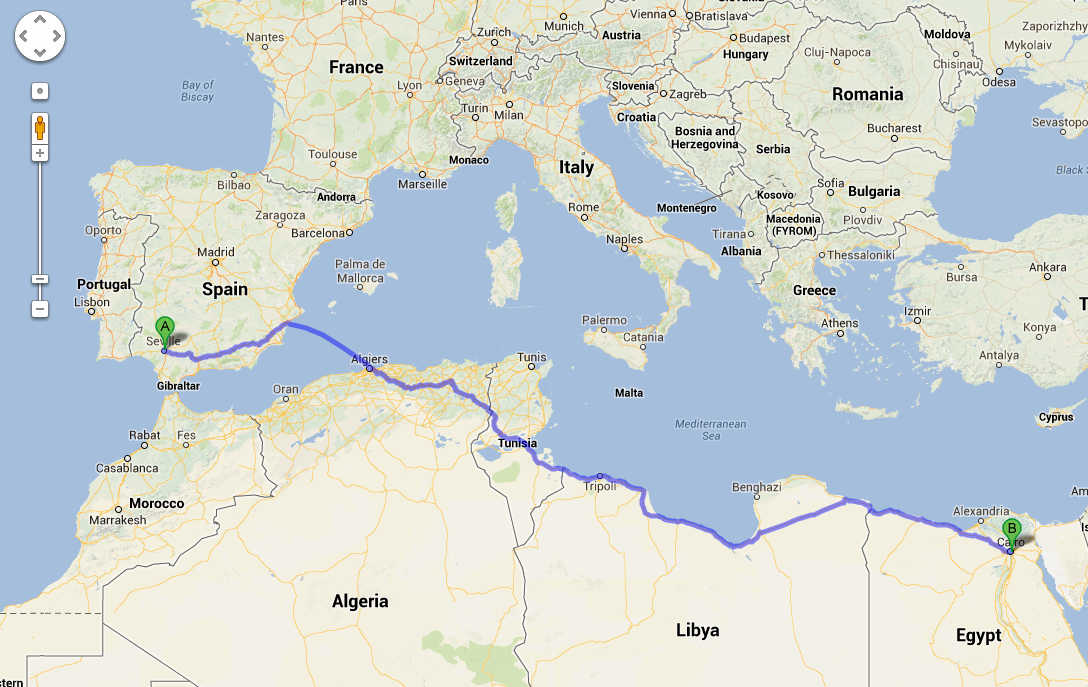 Paris
Nantes
Zurich
Munich
Vienna
Bratislava
Austria
Budapest
Hungary
Moldova
Zaporizhzhy
Mykolaiv
Chisinau
Odesa
Cluj-Napoca
France
Switzerland
Geneva
Lyon
Bay of
Biscay
Turin
Milan
Slovenia
Zagreb
Croatia
Romania
Bucharest
Sevastopo
Bosnia and
Herzegovina
Serbia
Toulouse
Monaco
Marseille
Italy
Andorra
Bilbao
Zaragoza
Barcelona
Rome
Naples
Montenegro
Kosovo
Sofia
Bulgaria
Plovdiv
Black
Macedonia
(FYROM)
Tirana
Albania
Thessaloniki
Oporto
Madrid
Portugal
Spain
Lisbon
Palma de
Mallorca
Greece
Bursa
Ankara
T
Izmir
Konya
Athens
Antalya
Palermo
Catania
A
Seville
Gibraltar
Algiers
Oran
Tunis
Malta
Mediterranean
Sea
Cyprus
Rabat
Fes
Casablanca
Tunisia
Morocco
Marrakesh
Tripoli
Benghazi
Alexandria
Am
B
Cairo
Is
Algeria
Libya
Egypt
stern